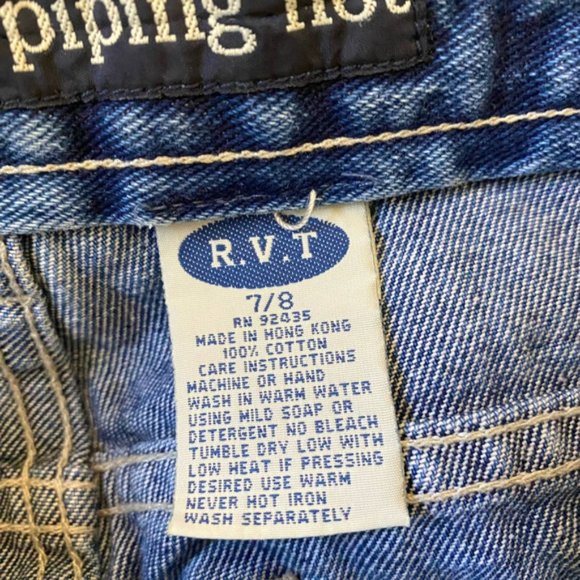 piping hot
R.V.T
7/8
RN 92435
MADE IN HONG KONG
100% COTTON
CARE INSTRUCTIONS
MACHINE OR HAND
WASH IN WARM WATER
USING MILD SOAP OR
DETERGENT NO BLEACH
TUMBLE DRY LOW WITH
LOW HEAT IF PRESSING
DESIRED USE WARM
NEVER HOT IRON
WASH SEPARATELY